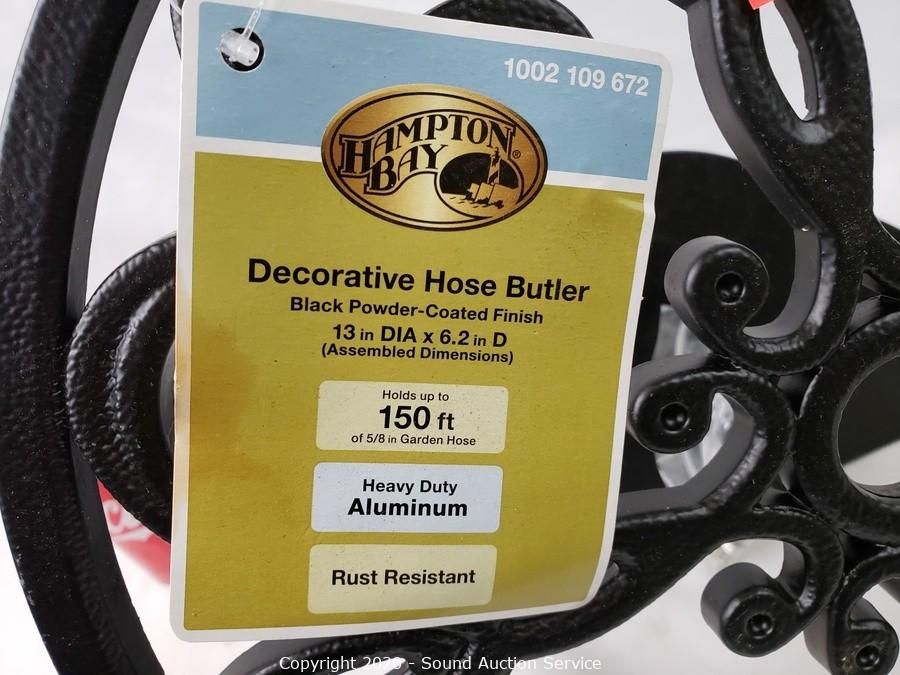 1002 109 672
HAMPTON
BAY ®
Decorative Hose Butler
Black Powder-Coated Finish
13 in DIA x 6.2 in D
(Assembled Dimensions)
Holds up to
150 ft
of 5/8 in Garden Hose
Heavy Duty
Aluminum
Rust Resistant
Copyright 2020 - Sound Auction Service